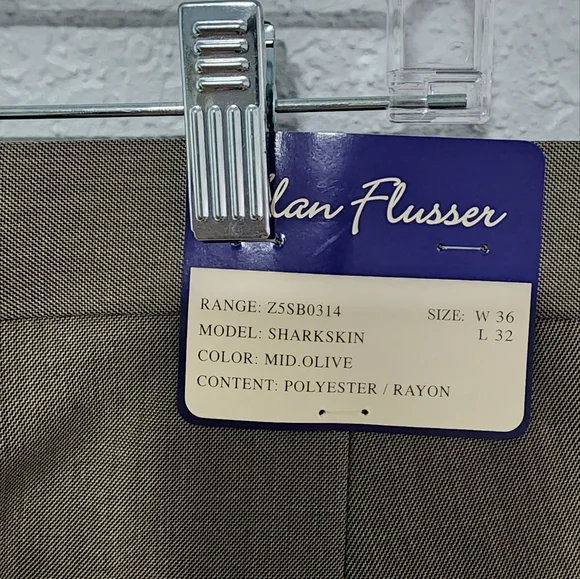 lan Flusser
RANGE: Z5SB0314 SIZE: W 36
MODEL: SHARKSKIN L 32
COLOR: MID.OLIVE
CONTENT: POLYESTER / RAYON